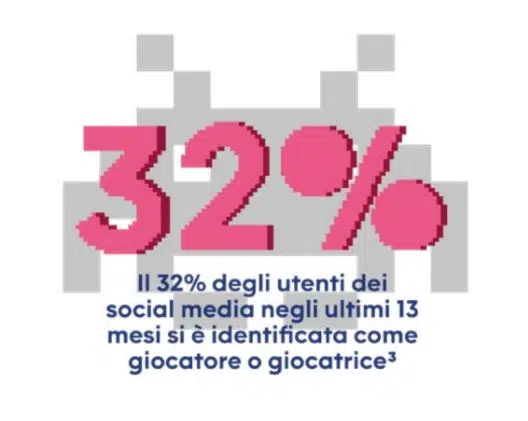 32%
Il 32% degli utenti dei
social media negli ultimi 13
mesi si è identificata come
giocatore o giocatrice³